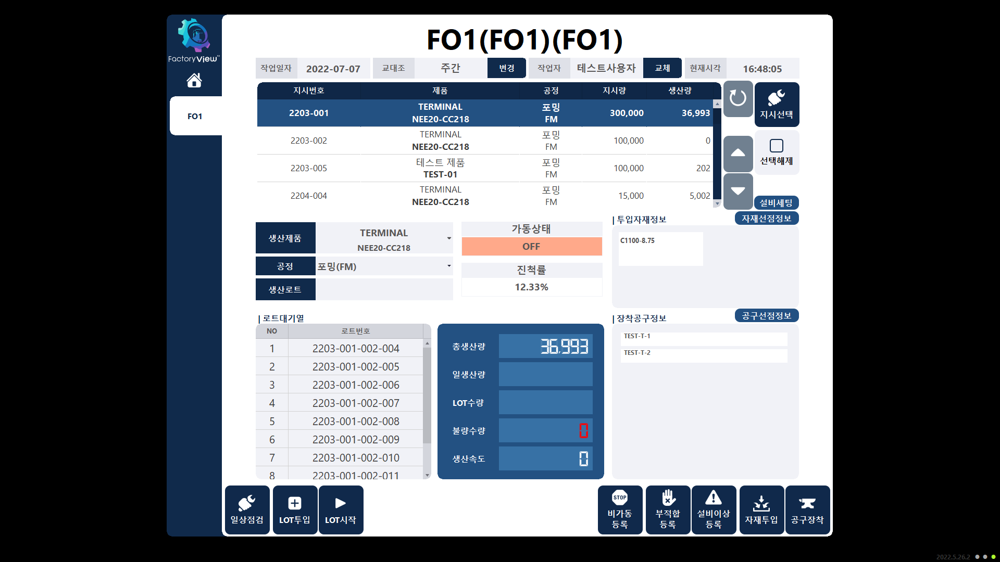 FactoryView™
FO1
FO1(FO1)(FO1)
작업일자 2022-07-07 교대조 주간 변경 작업자 테스트사용자 교체 현재시각 16:48:05
지시번호 제품 공정 지시량 생산량
2203-001 TERMINAL NEE20-CC218 포밍 FM 300,000 36,993
2203-002 TERMINAL NEE20-CC218 포밍 FM 100,000 0
2203-005 테스트 제품 TEST-01 포밍 FM 100,000 202
2204-004 TERMINAL NEE20-CC218 포밍 FM 15,000 5,002
지시선택
선택해제
설비세팅
생산제품 TERMINAL
NEE20-CC218
공정 포밍(FM)
생산로트
가동상태
OFF
진척률
12.33%
투입자재정보 자재선점정보
C1100-8.75
로트대기열
NO 로트번호
1 2203-001-002-004
2 2203-001-002-005
3 2203-001-002-006
4 2203-001-002-007
5 2203-001-002-008
6 2203-001-002-009
7 2203-001-002-010
8 2203-001-002-011
총생산량 36,993
일생산량
LOT수량
불량수량 0
생산속도 0
장착공구정보 공구선점정보
TEST-T-1
TEST-T-2
일상점검
LOT투입
LOT시작
STOP
비가동
등록
부적합
등록
설비이상
등록
자재투입
공구장착
2022.5.26.2